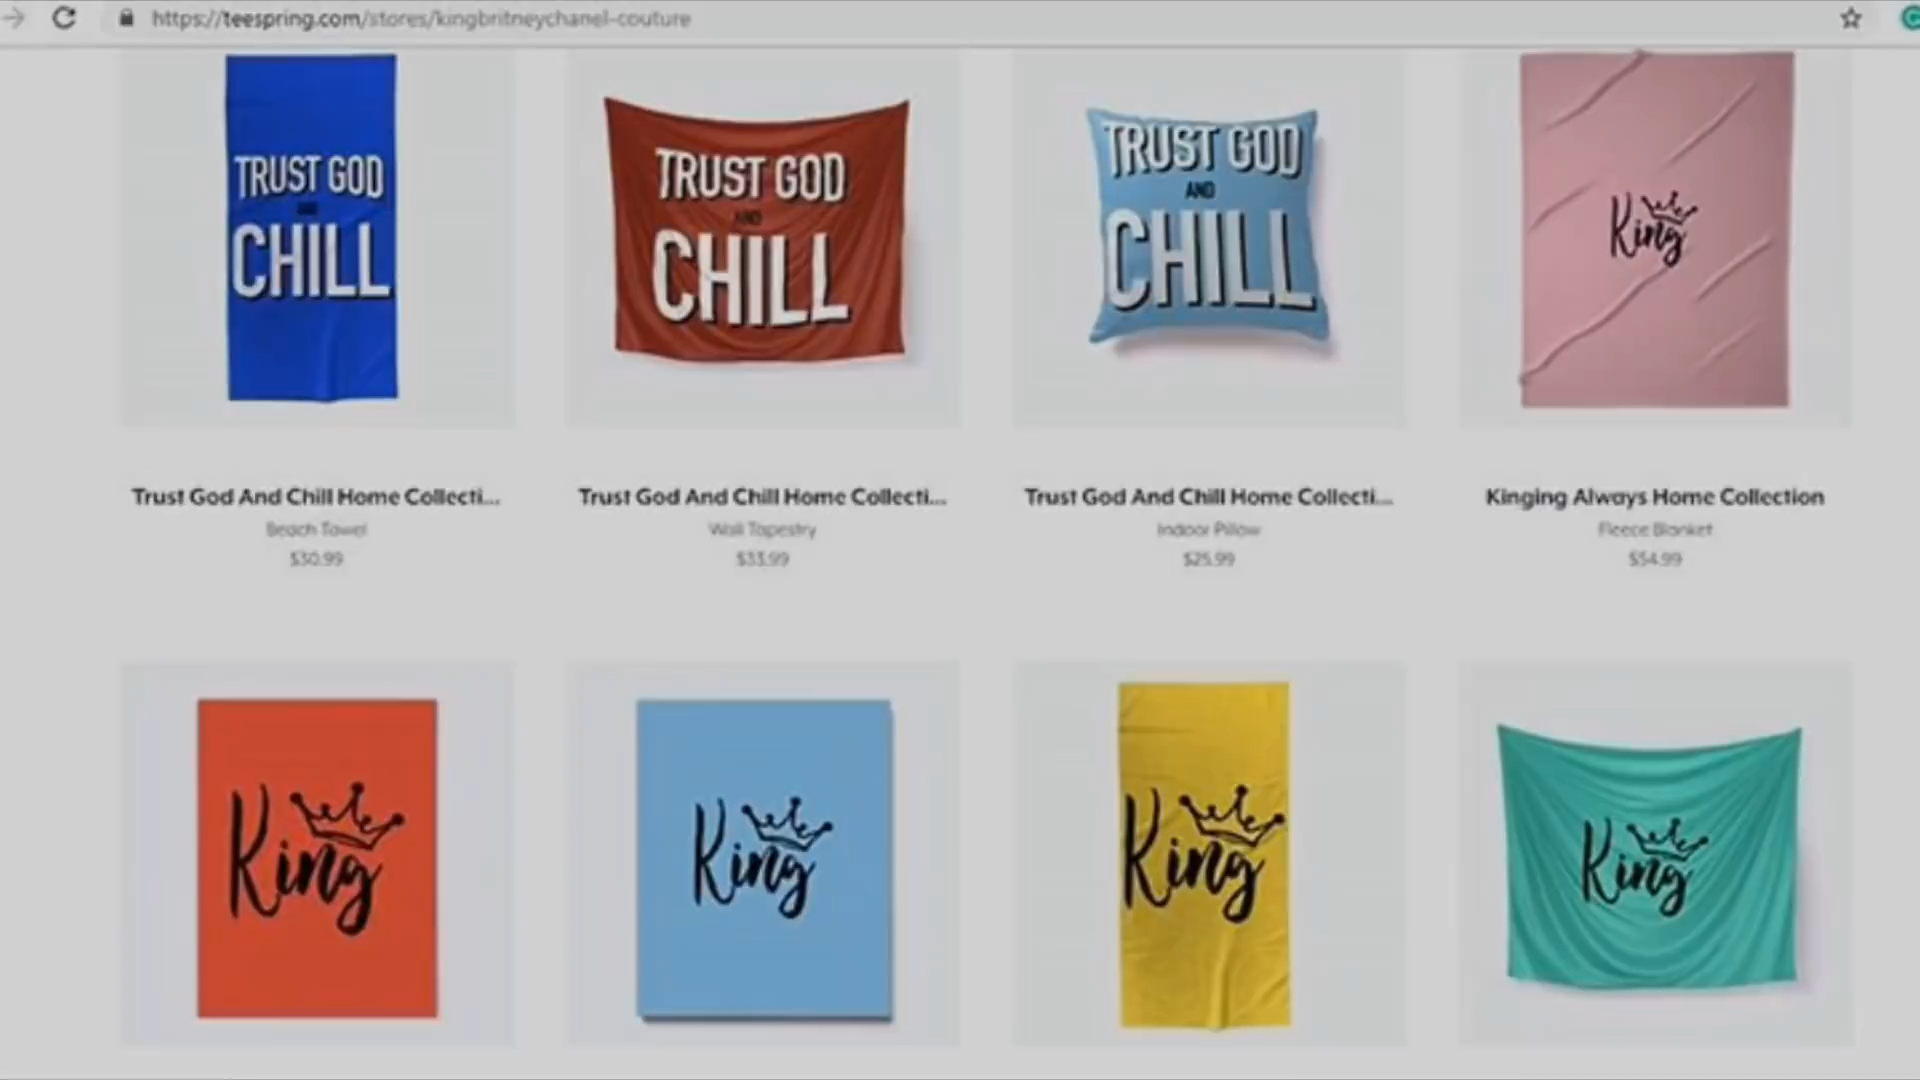 https://teespring.com/stores/kingbritneychanel-couture
TRUST GOD
AND
CHILL
TRUST GOD
AND
CHILL
TRUST GOD
AND
CHILL
King
Trust God And Chill Home Collecti...
Beach Towel
$30.99
Trust God And Chill Home Collecti...
Wall Tapestry
$33.99
Trust God And Chill Home Collecti...
Indoor Pillow
$25.99
Kinging Always Home Collection
Fleece Blanket
$54.99
King
King
King
King